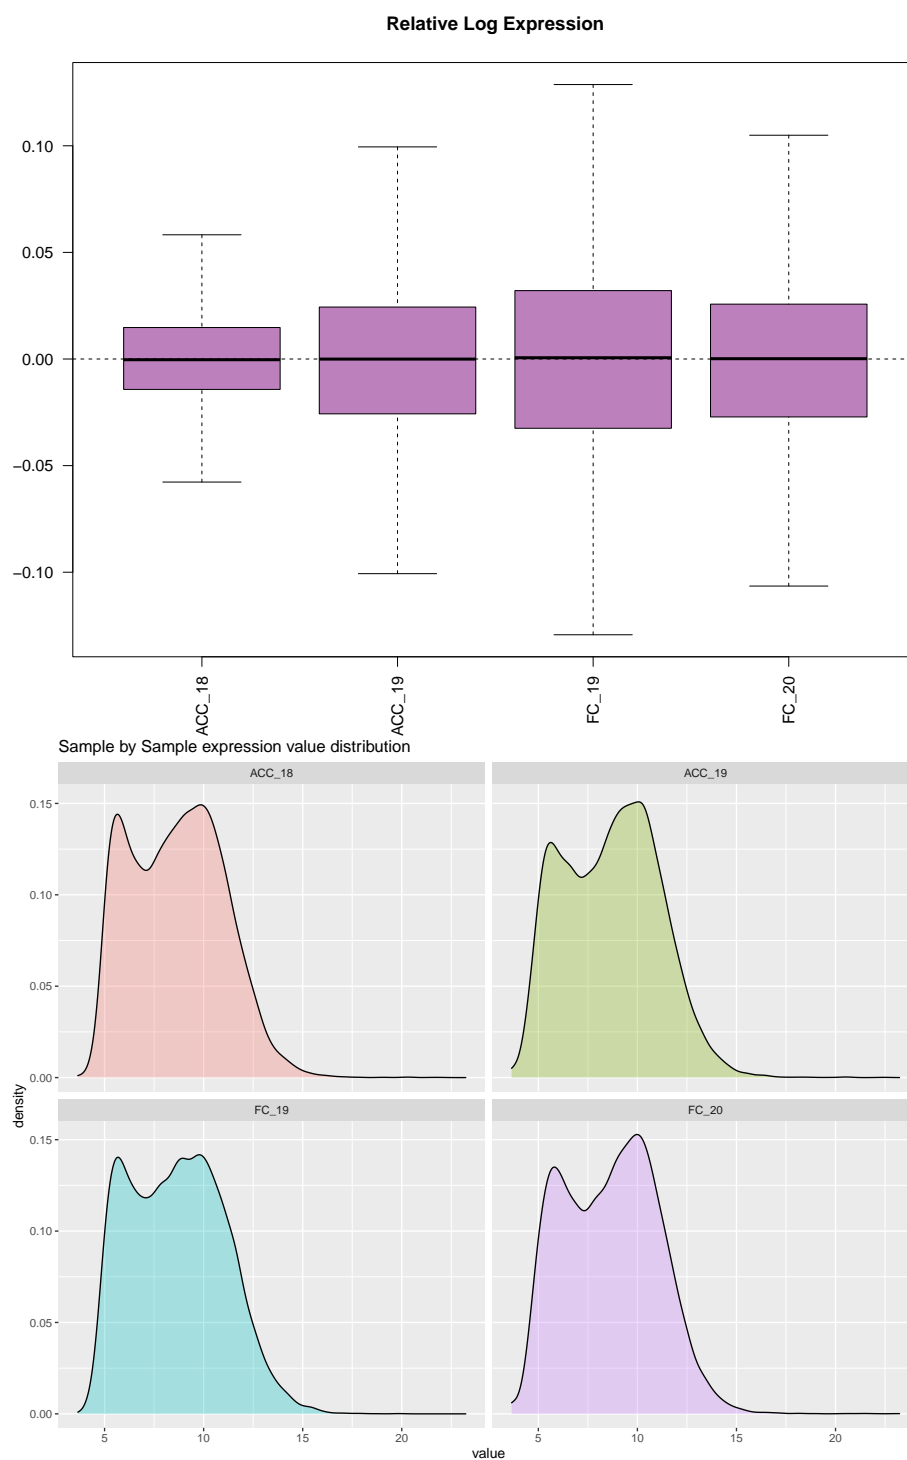 Relative Log Expression
0.10
0.05
0.00
−0.05
−0.10
ACC_18
ACC_19
FC_19
FC_20
Sample by Sample expression value distribution
ACC_18
ACC_19
0.15
0.10
0.05
0.00
density
FC_19
FC_20
0.15
0.10
0.05
0.00
5
10
15
20
5
10
15
20
value